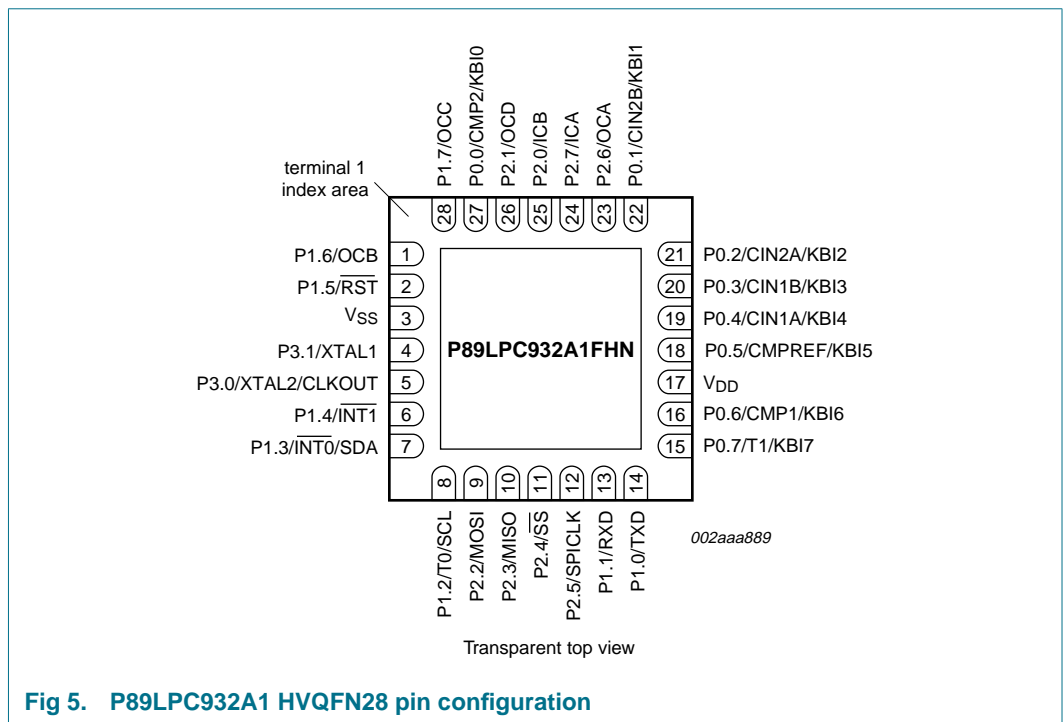 P1.7/OCC
P0.0/CMP2/KBI0
P2.1/OCD
P2.0/ICB
P2.7/ICA
P2.6/OCA
P0.1/CIN2B/KBI1
terminal 1
index area
28
27
26
25
24
23
22
P1.6/OCB 1
P1.5/R̅S̅T̅ 2
VSS 3
P3.1/XTAL1 4
P3.0/XTAL2/CLKOUT 5
P1.4/I̅N̅T̅1̅ 6
P1.3/I̅N̅T̅0̅/SDA 7
P89LPC932A1FHN
21 P0.2/CIN2A/KBI2
20 P0.3/CIN1B/KBI3
19 P0.4/CIN1A/KBI4
18 P0.5/CMPREF/KBI5
17 VDD
16 P0.6/CMP1/KBI6
15 P0.7/T1/KBI7
8
9
10
11
12
13
14
P1.2/T0/SCL
P2.2/MOSI
P2.3/MISO
P2.4/S̅S̅
P2.5/SPICLK
P1.1/RXD
P1.0/TXD
002aaa889
Transparent top view
Fig 5. P89LPC932A1 HVQFN28 pin configuration